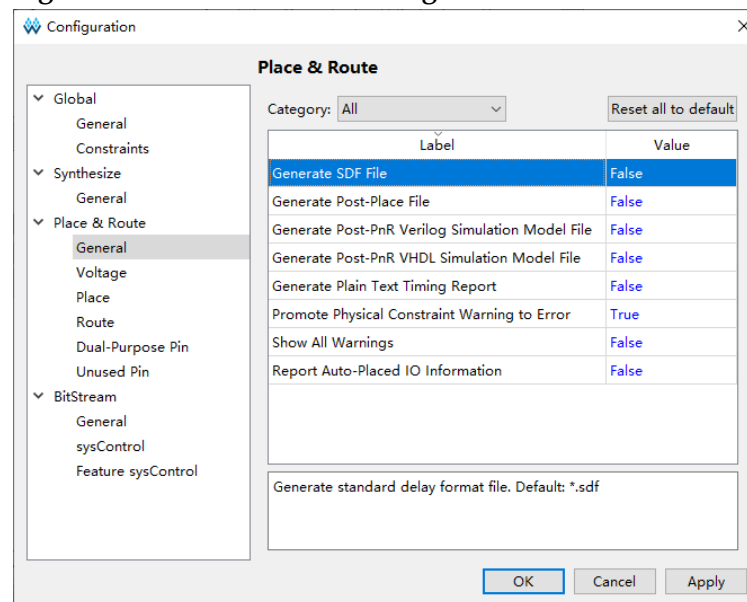 Configuration
Place & Route
Global
General
Constraints
Synthesize
General
Place & Route
General
Voltage
Place
Route
Dual-Purpose Pin
Unused Pin
BitStream
General
sysControl
Feature sysControl
Category: All
Reset all to default
Label Value
Generate SDF File False
Generate Post-Place File False
Generate Post-PnR Verilog Simulation Model File False
Generate Post-PnR VHDL Simulation Model File False
Generate Plain Text Timing Report False
Promote Physical Constraint Warning to Error True
Show All Warnings False
Report Auto-Placed IO Information False
Generate standard delay format file. Default: *.sdf
OK Cancel Apply